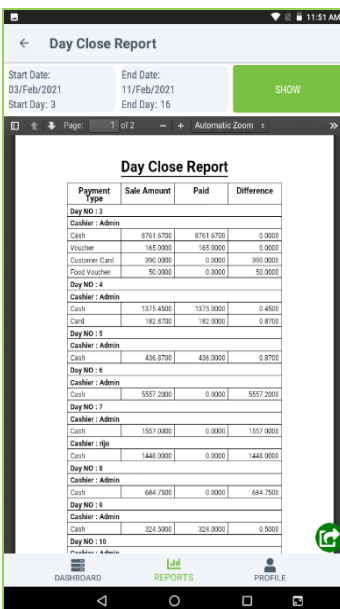 11:51 AM
Day Close Report
Start Date:
03/Feb/2021
Start Day: 3
End Date:
11/Feb/2021
End Day: 16
SHOW
Page: 1 of 2 Automatic Zoom
Day Close Report
Payment Type Sale Amount Paid Difference
Day NO : 3
Cashier : Admin
Cash 8761.6700 8761.6700 0.0000
Voucher 165.0000 165.0000 0.0000
Customer Card 390.0000 0.0000 390.0000
Food Voucher 50.0000 0.0000 50.0000
Day NO : 4
Cashier : Admin
Cash 1375.4500 1375.0000 0.4500
Card 182.8700 182.0000 0.8700
Day NO : 5
Cashier : Admin
Cash 436.8700 436.0000 0.8700
Day NO : 6
Cashier : Admin
Cash 5557.2000 0.0000 5557.2000
Day NO : 7
Cashier : Admin
Cash 1557.0000 0.0000 1557.0000
Cashier : rijo
Cash 1448.0000 0.0000 1448.0000
Day NO : 8
Cashier : Admin
Cash 684.7500 0.0000 684.7500
Day NO : 9
Cashier : Admin
Cash 324.5000 324.0000 0.5000
Day NO : 10
Cashier : Admin
DASHBOARD REPORTS PROFILE